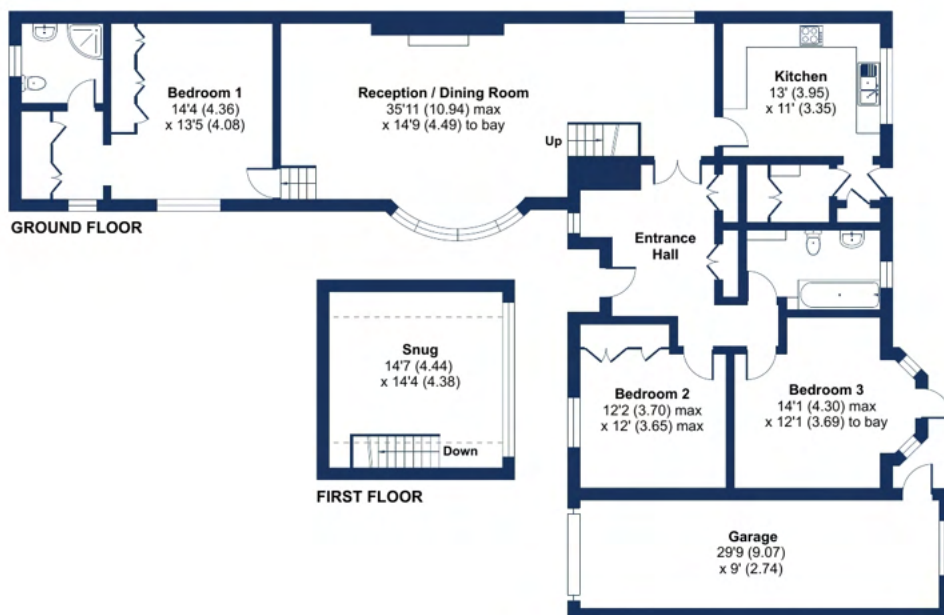 Bedroom 1
14'4 (4.36)
x 13'5 (4.08)
Reception / Dining Room
35'11 (10.94) max
x 14'9 (4.49) to bay
Up
Kitchen
13' (3.95)
x 11' (3.35)
GROUND FLOOR
Entrance
Hall
Snug
14'7 (4.44)
x 14'4 (4.38)
Down
FIRST FLOOR
Bedroom 2
12'2 (3.70) max
x 12' (3.65) max
Bedroom 3
14'1 (4.30) max
x 12'1 (3.69) to bay
Garage
29'9 (9.07)
x 9' (2.74)